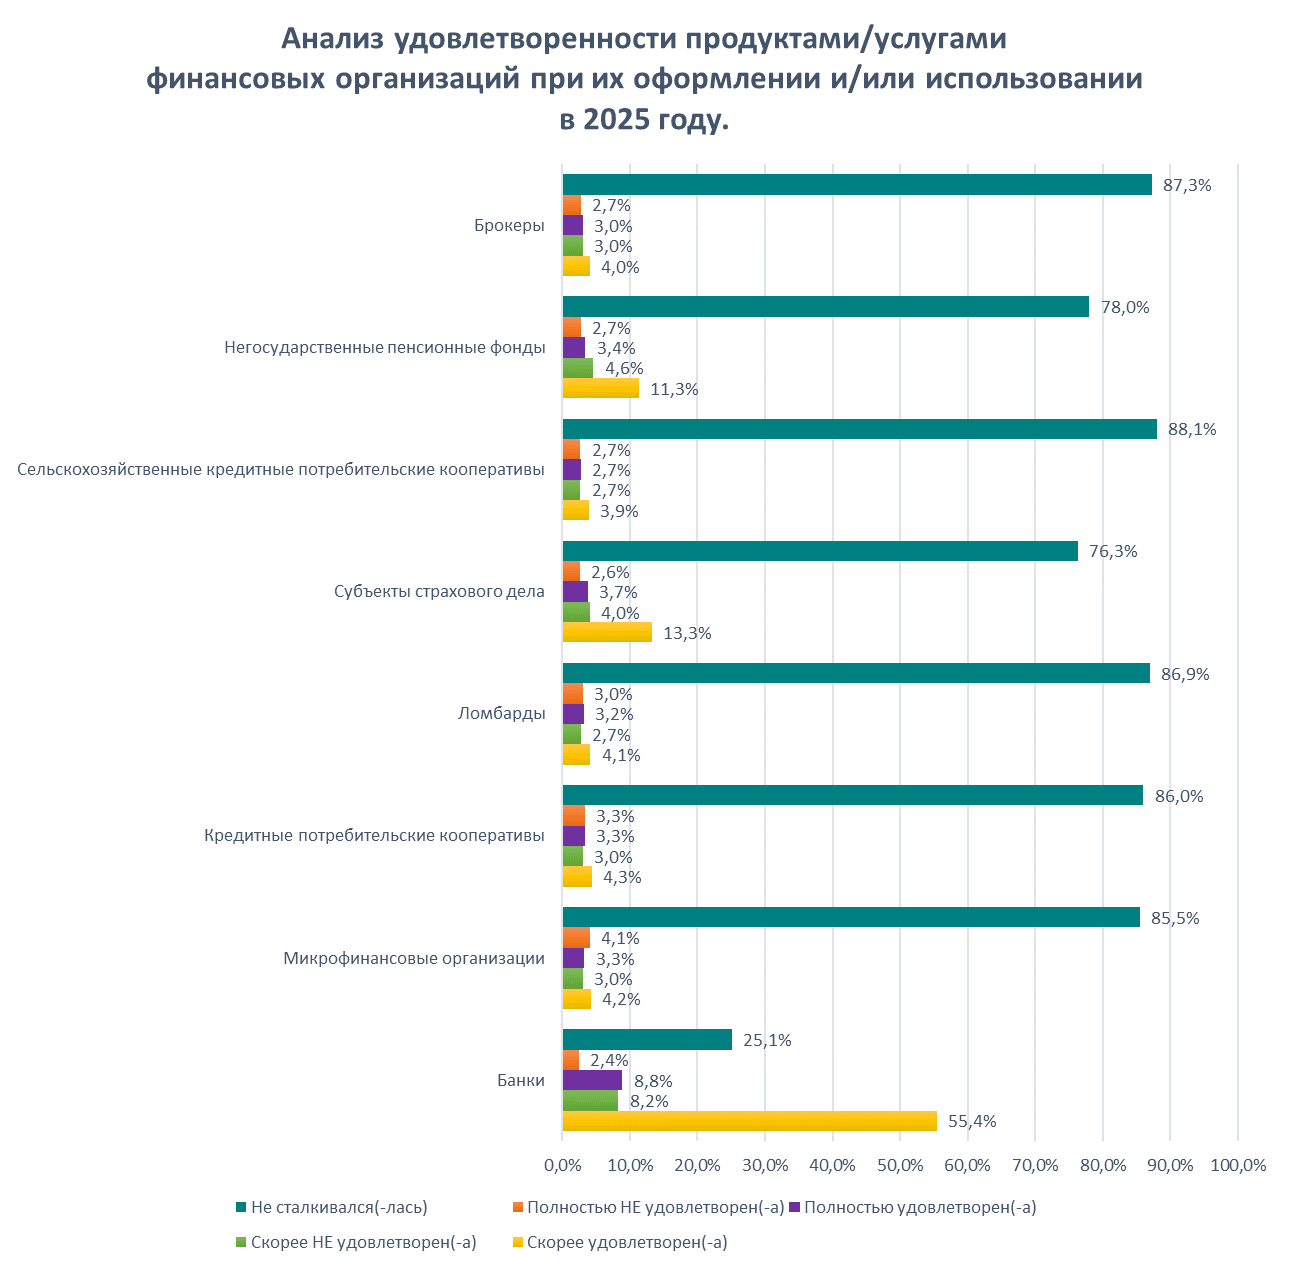 Анализ удовлетворенности продуктами/услугами
финансовых организаций при их оформлении и/или использовании
в 2025 году.
Брокеры
87,3%
2,7%
3,0%
3,0%
4,0%
Негосударственные пенсионные фонды
78,0%
2,7%
3,4%
4,6%
11,3%
Сельскохозяйственные кредитные потребительские кооперативы
88,1%
2,7%
2,7%
2,7%
3,9%
Субъекты страхового дела
76,3%
2,6%
3,7%
4,0%
13,3%
Ломбарды
86,9%
3,0%
3,2%
2,7%
4,1%
Кредитные потребительские кооперативы
86,0%
3,3%
3,3%
3,0%
4,3%
Микрофинансовые организации
85,5%
4,1%
3,3%
3,0%
4,2%
Банки
25,1%
2,4%
8,8%
8,2%
55,4%
0,0% 10,0% 20,0% 30,0% 40,0% 50,0% 60,0% 70,0% 80,0% 90,0% 100,0%
Не сталкивался(-лась) Полностью НЕ удовлетворен(-а) Полностью удовлетворен(-а)
Скорее НЕ удовлетворен(-а) Скорее удовлетворен(-а)